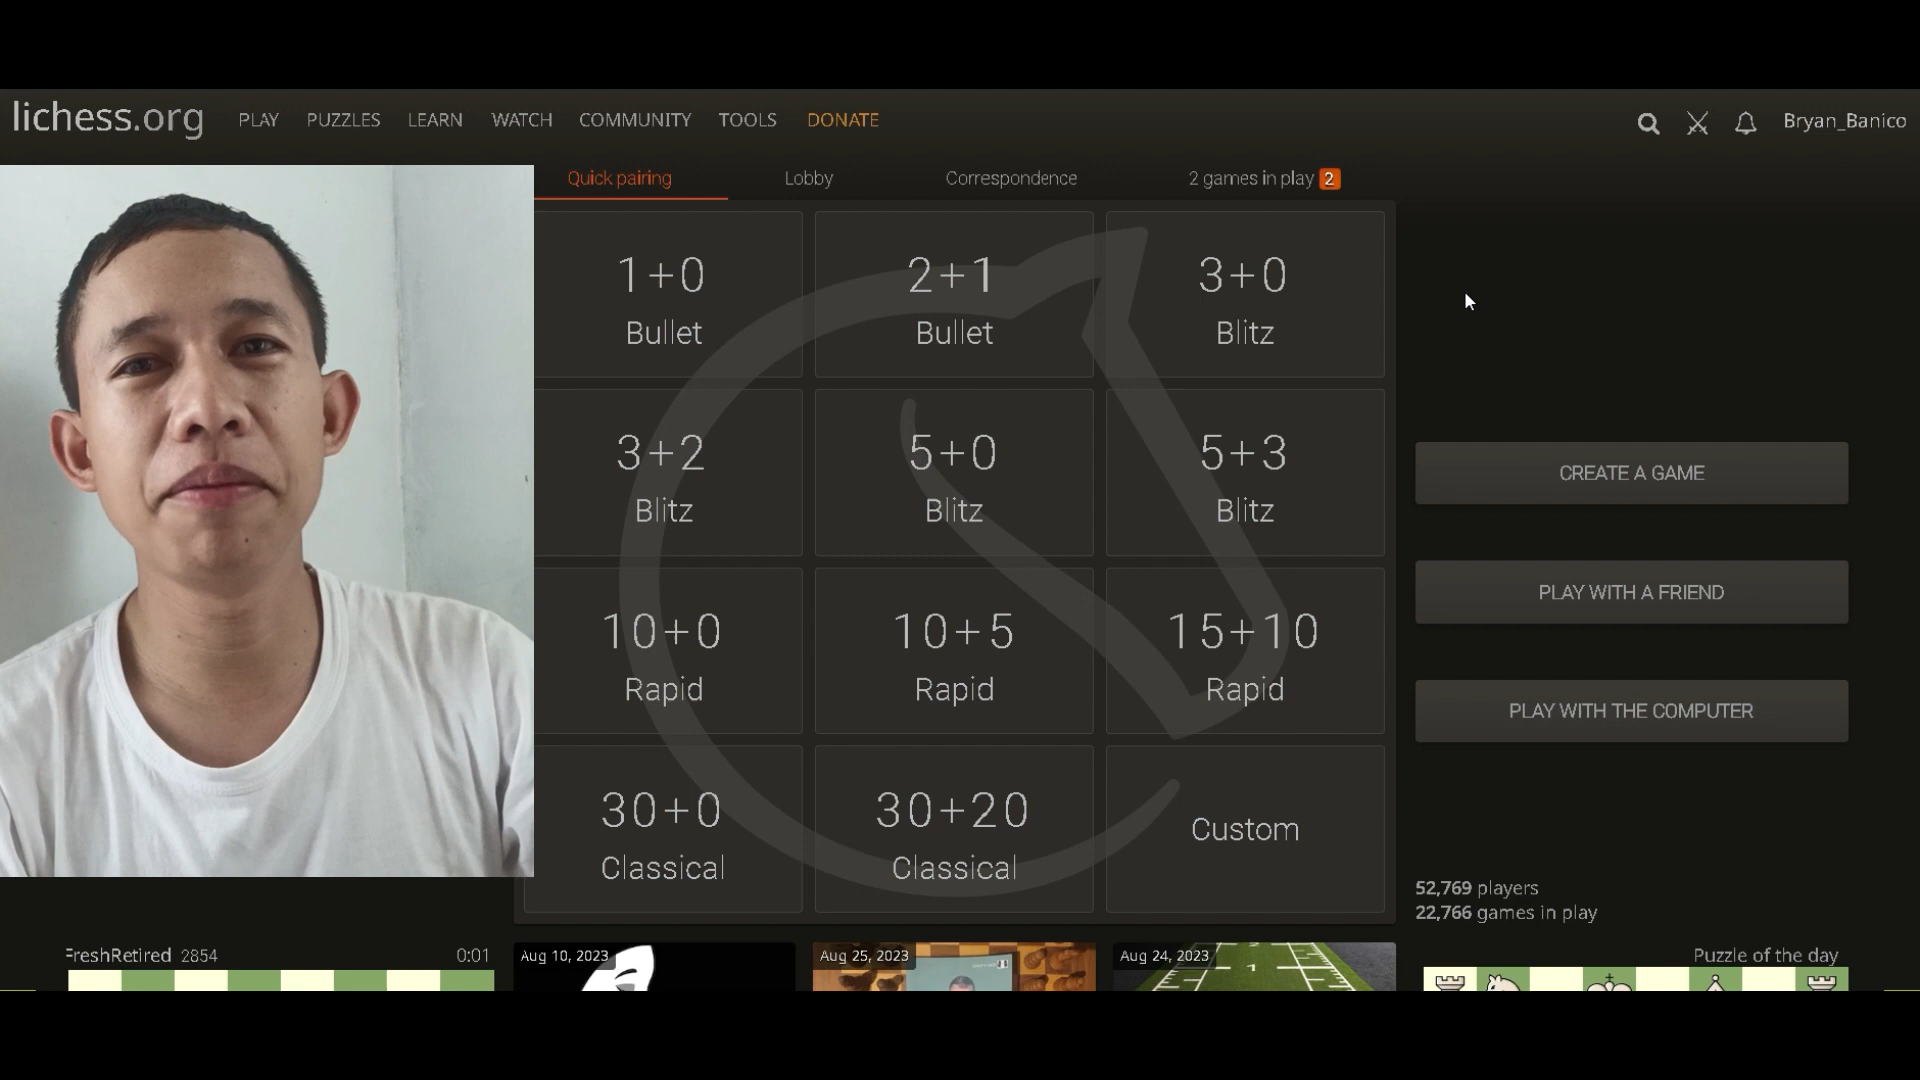 lichess.org
PLAY
PUZZLES
LEARN
WATCH
COMMUNITY
TOOLS
DONATE
Bryan_Banico
Quick pairing
Lobby
Correspondence
2 games in play 2
1+0
Bullet
2+1
Bullet
3+0
Blitz
3+2
Blitz
5+0
Blitz
5+3
Blitz
10+0
Rapid
10+5
Rapid
15+10
Rapid
30+0
Classical
30+20
Classical
Custom
CREATE A GAME
PLAY WITH A FRIEND
PLAY WITH THE COMPUTER
52,769 players
22,766 games in play
FreshRetired 2854
0:01
Aug 10, 2023
Aug 25, 2023
Aug 24, 2023
Puzzle of the day